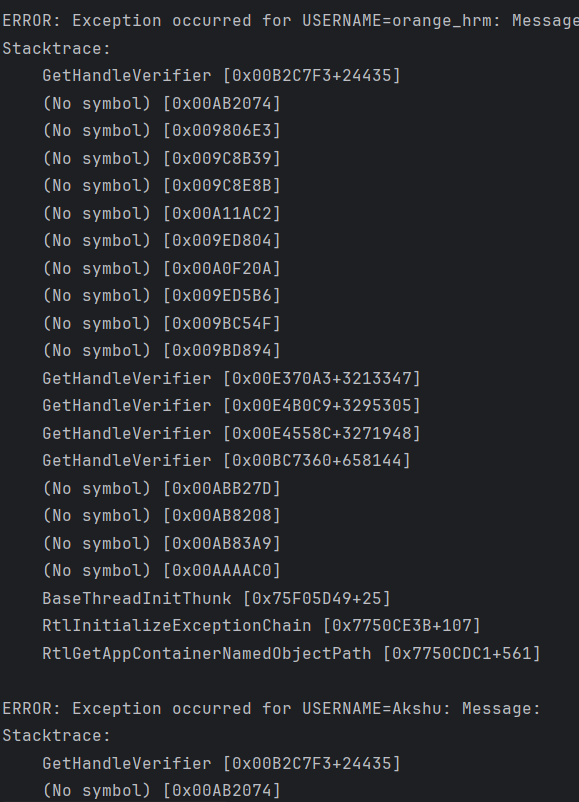 ERROR: Exception occurred for USERNAME=orange_hrm: Message
Stacktrace:
GetHandleVerifier [0x00B2C7F3+24435]
(No symbol) [0x00AB2074]
(No symbol) [0x009806E3]
(No symbol) [0x009C8B39]
(No symbol) [0x009C8E8B]
(No symbol) [0x00A11AC2]
(No symbol) [0x009ED804]
(No symbol) [0x00A0F20A]
(No symbol) [0x009ED5B6]
(No symbol) [0x009BC54F]
(No symbol) [0x009BD894]
GetHandleVerifier [0x00E370A3+3213347]
GetHandleVerifier [0x00E4B0C9+3295305]
GetHandleVerifier [0x00E4558C+3271948]
GetHandleVerifier [0x00BC7360+658144]
(No symbol) [0x00ABB27D]
(No symbol) [0x00AB8208]
(No symbol) [0x00AB83A9]
(No symbol) [0x00AAAAC0]
BaseThreadInitThunk [0x75F05D49+25]
RtlInitializeExceptionChain [0x7750CE3B+107]
RtlGetAppContainerNamedObjectPath [0x7750CDC1+561]
ERROR: Exception occurred for USERNAME=Akshu: Message:
Stacktrace:
GetHandleVerifier [0x00B2C7F3+24435]
(No symbol) [0x00AB2074]